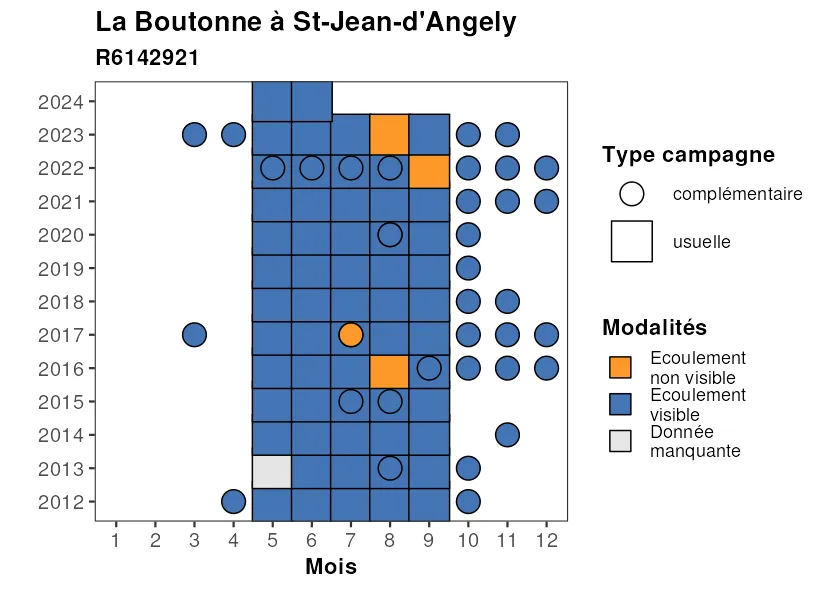 La Boutonne à St-Jean-d'Angely
R6142921
2024
2023
2022
2021
2020
2019
2018
2017
2016
2015
2014
2013
2012
1 2 3 4 5 6 7 8 9 10 11 12
Mois
Type campagne
complémentaire
usuelle
Modalités
Ecoulement
non visible
Ecoulement
visible
Donnée
manquante